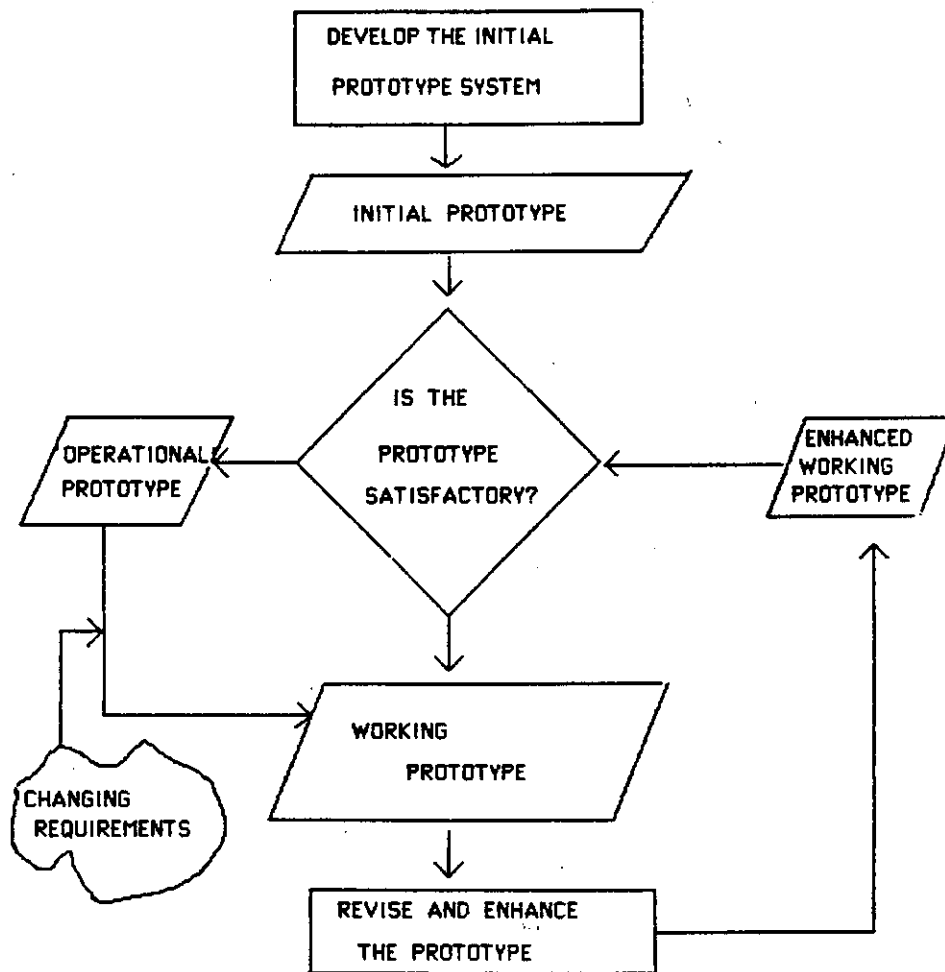 DEVELOP THE INITIAL
PROTOTYPE SYSTEM
INITIAL PROTOTYPE
IS THE
PROTOTYPE
SATISFACTORY?
OPERATIONAL
PROTOTYPE
ENHANCED
WORKING
PROTOTYPE
WORKING
PROTOTYPE
CHANGING
REQUIREMENTS
REVISE AND ENHANCE
THE PROTOTYPE